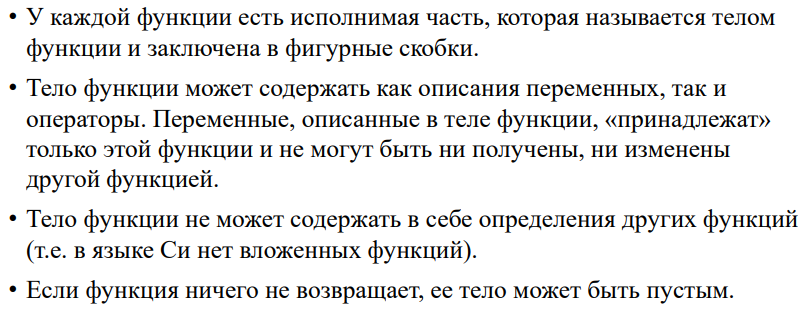 • У каждой функции есть исполнимая часть, которая называется телом
функции и заключена в фигурные скобки.
• Тело функции может содержать как описания переменных, так и
операторы. Переменные, описанные в теле функции, «принадлежат»
только этой функции и не могут быть ни получены, ни изменены
другой функцией.
• Тело функции не может содержать в себе определения других функций
(т.е. в языке Си нет вложенных функций).
• Если функция ничего не возвращает, ее тело может быть пустым.